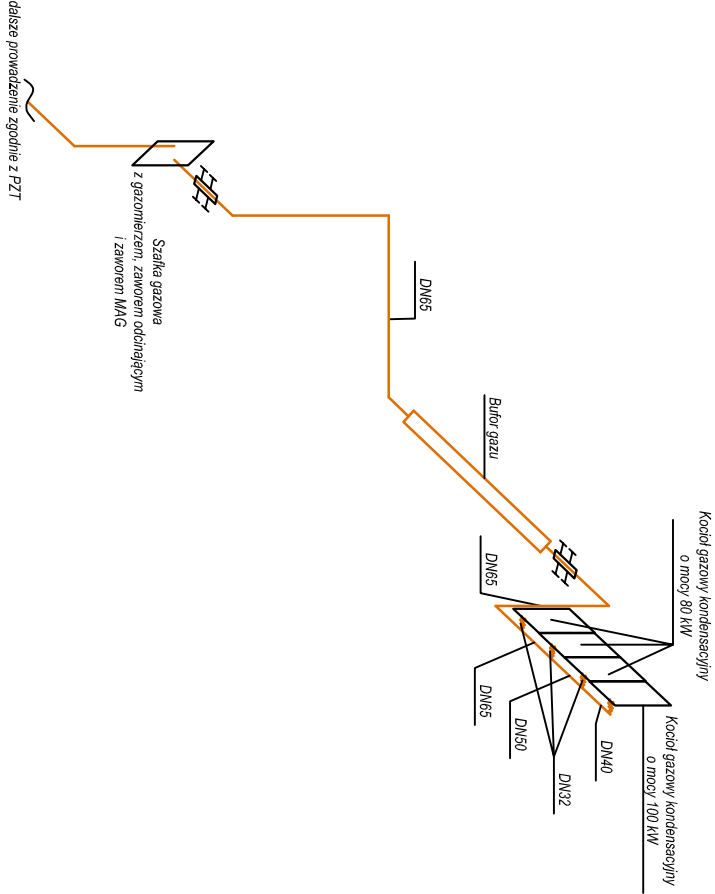 dalsze prowadzenie zgodnie z PZT
Szafka gazowa
z gazomierzem, zaworem odcinającym
i zaworem MAG
DN65
Bufor gazu
DN65
Kocioł gazowy kondensacyjny
o mocy 80 kW
Kocioł gazowy kondensacyjny
o mocy 100 kW
DN65
DN50
DN32
DN40